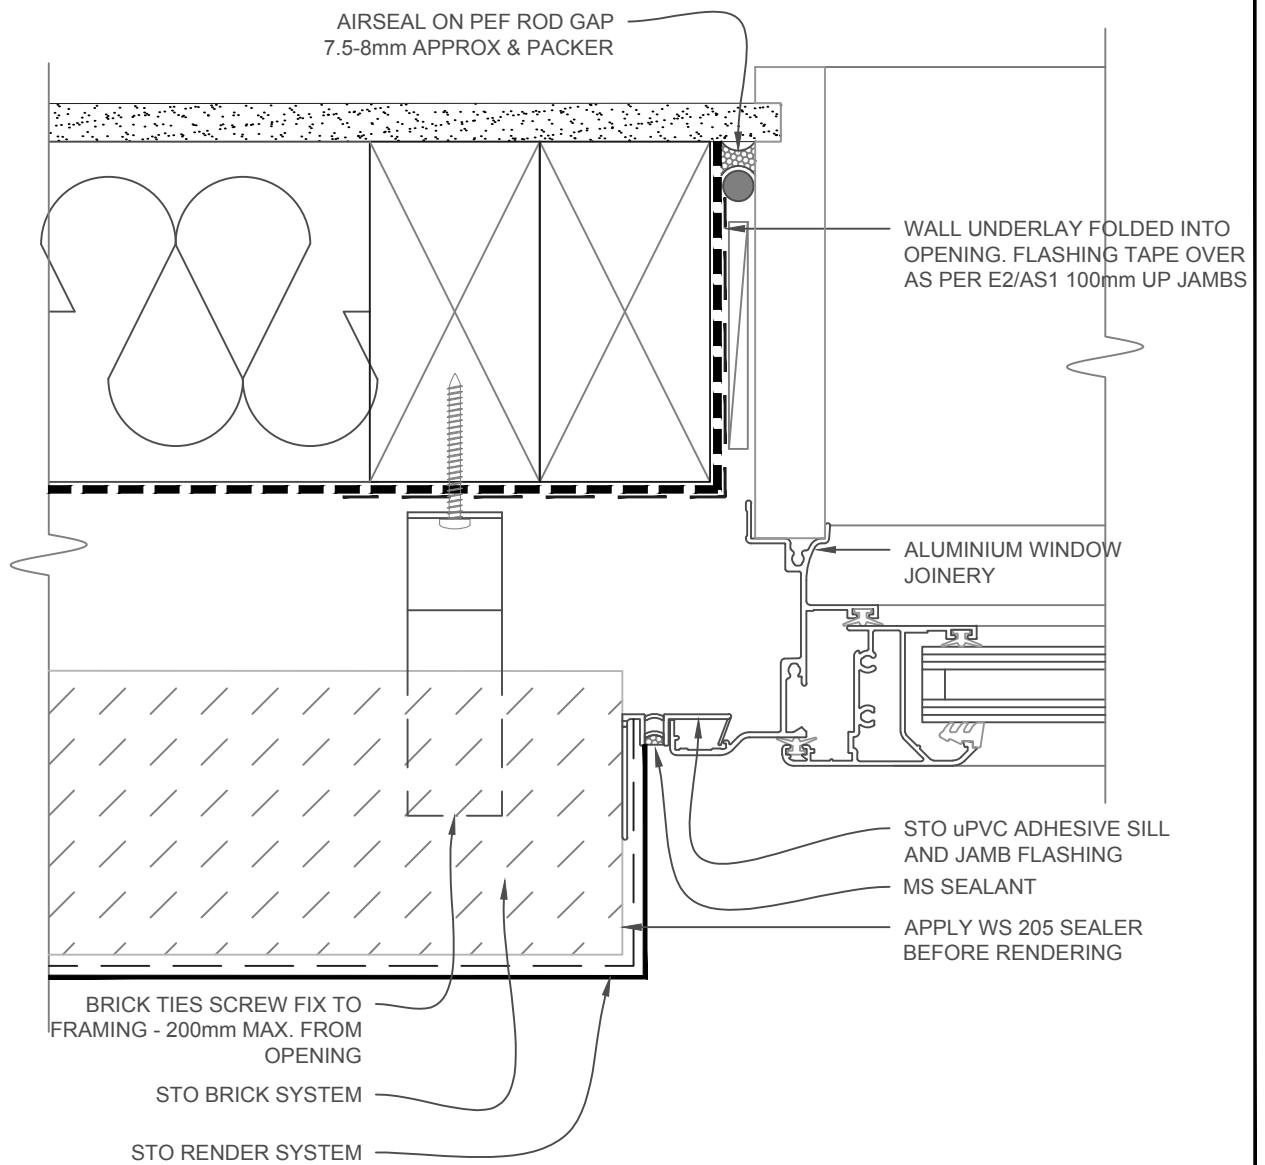 AIRSEAL ON PEF ROD GAP
7.5-8mm APPROX & PACKER
WALL UNDERLAY FOLDED INTO
OPENING. FLASHING TAPE OVER
AS PER E2/AS1 100mm UP JAMBS
ALUMINIUM WINDOW
JOINERY
STO uPVC ADHESIVE SILL
AND JAMB FLASHING
MS SEALANT
APPLY WS 205 SEALER
BEFORE RENDERING
BRICK TIES SCREW FIX TO
FRAMING - 200mm MAX. FROM
OPENING
STO BRICK SYSTEM
STO RENDER SYSTEM